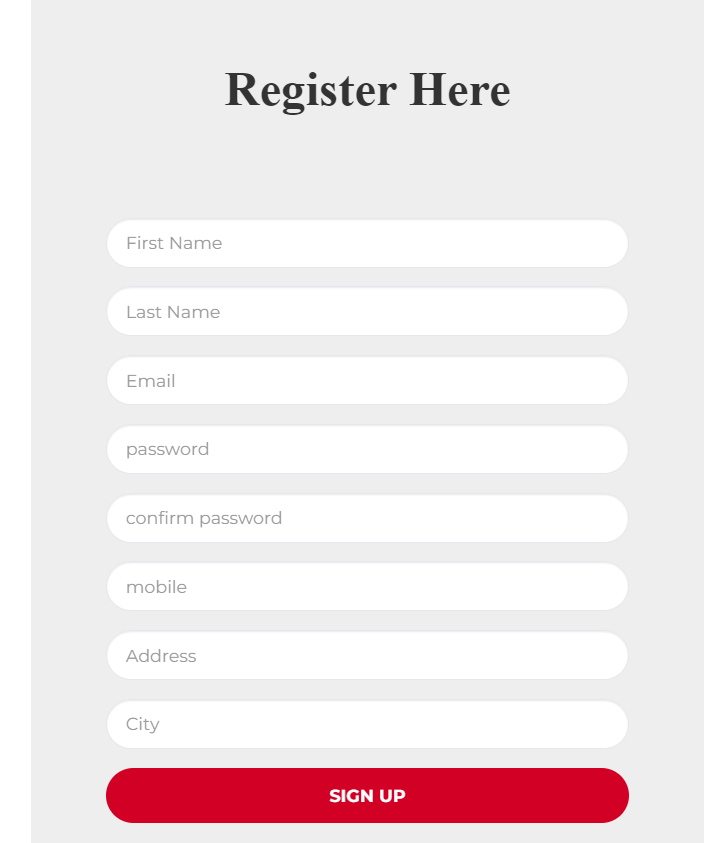 Register Here
First Name
Last Name
Email
password
confirm password
mobile
Address
City
SIGN UP